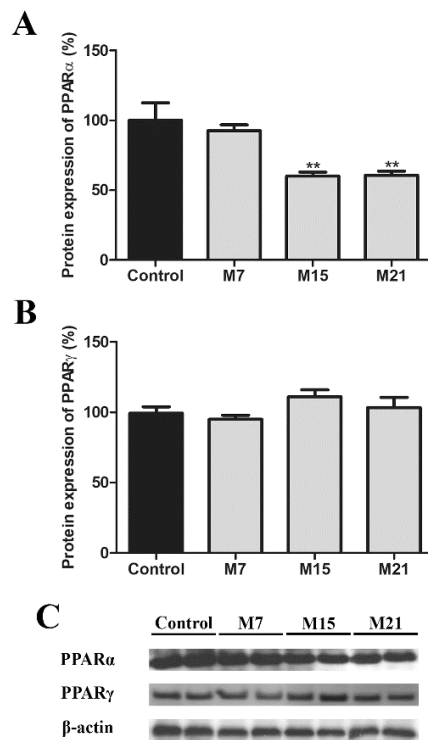 A
Protein expression of PPARα (%)
150
100
50
0
** **
Control M7 M15 M21
B
Protein expression of PPARγ (%)
150
100
50
0
Control M7 M15 M21
C
Control M7 M15 M21
PPARα
PPARγ
β-actin